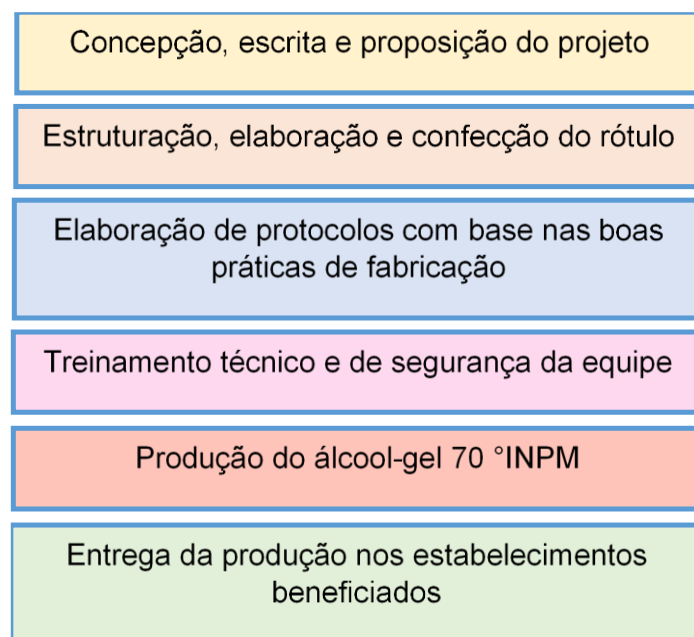 Concepção, escrita e proposição do projeto
Estruturação, elaboração e confecção do rótulo
Elaboração de protocolos com base nas boas
práticas de fabricação
Treinamento técnico e de segurança da equipe
Produção do álcool-gel 70 °INPM
Entrega da produção nos estabelecimentos
beneficiados